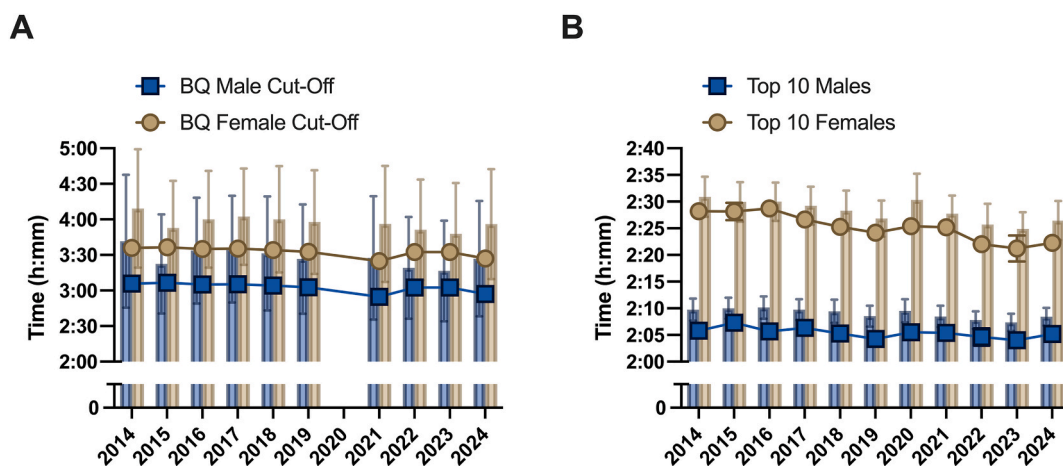 A
BQ Male Cut-Off
BQ Female Cut-Off
Time (h:mm)
5:00
4:30
4:00
3:30
3:00
2:30
2:00
0
2014 2015 2016 2017 2018 2019 2020 2021 2022 2023 2024
B
Top 10 Males
Top 10 Females
Time (h:mm)
2:40
2:35
2:30
2:25
2:20
2:10
2:05
2:00
0
2014 2015 2016 2017 2018 2019 2020 2021 2022 2023 2024